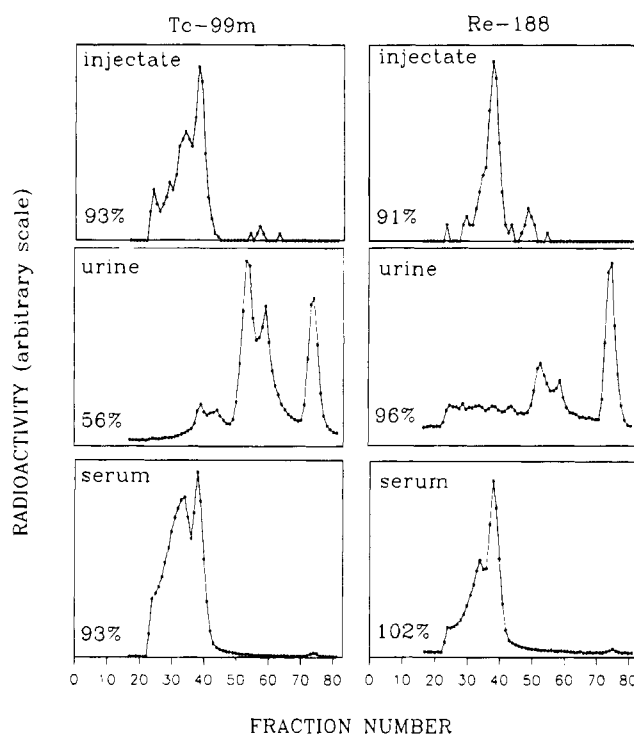 Tc-99m
Re-188
injectate
93%
injectate
91%
urine
56%
urine
96%
serum
93%
serum
102%
0 10 20 30 40 50 60 70 80
0 10 20 30 40 50 60 70 80
RADIOACTIVITY (arbitrary scale)
FRACTION NUMBER